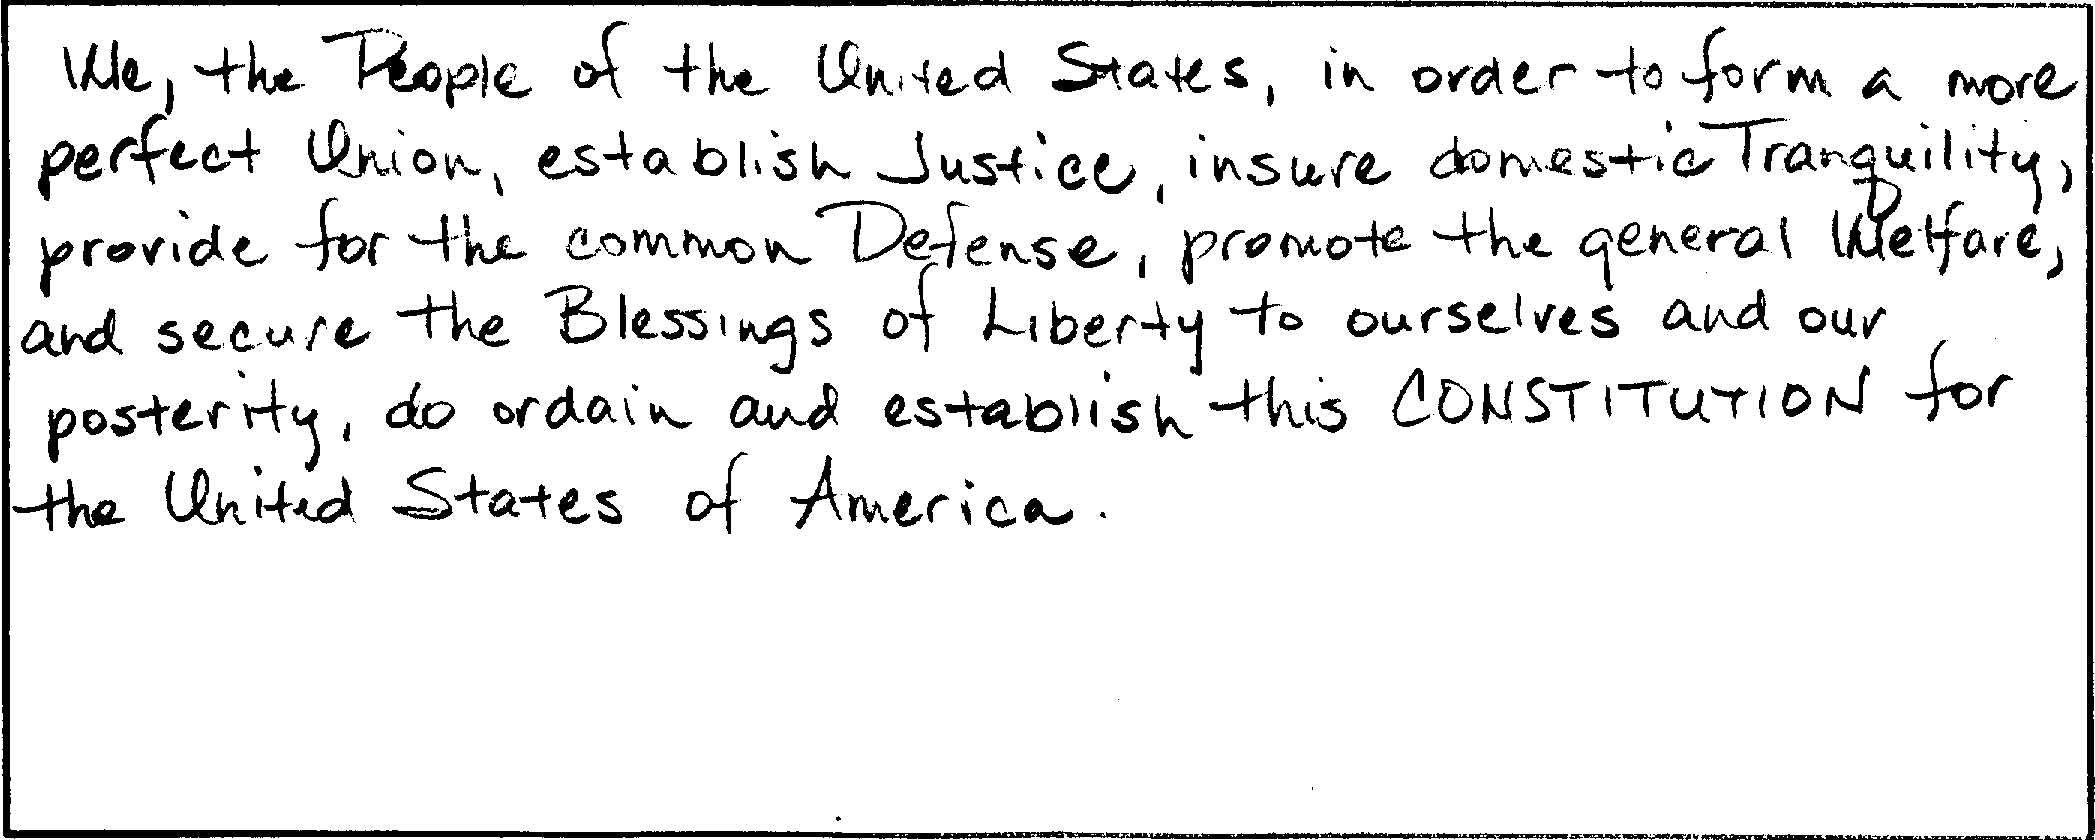 We, the People of the United States, in order to form a more
perfect Union, establish Justice, insure domestic Tranquility,
provide for the common Defense, promote the general Welfare,
and secure the Blessings of Liberty to ourselves and our
posterity, do ordain and establish this CONSTITUTION for
the United States of America.